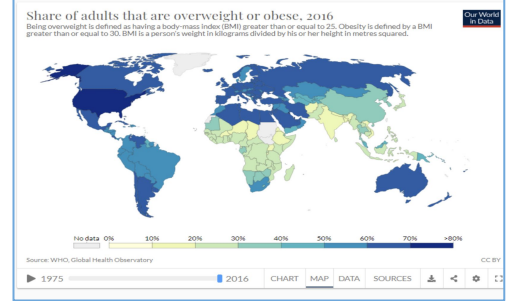 Share of adults that are overweight or obese, 2016
Being overweight is defined as having a body-mass index (BMI) greater than or equal to 25. Obesity is defined by a BMI
greater than or equal to 30. BMI is a person's weight in kilograms divided by his or her height in metres squared.
Our World
in Data
No data 0% 10% 20% 30% 40% 50% 60% 70% >80%
Source: WHO, Global Health Observatory CC BY
1975 2016 CHART MAP DATA SOURCES